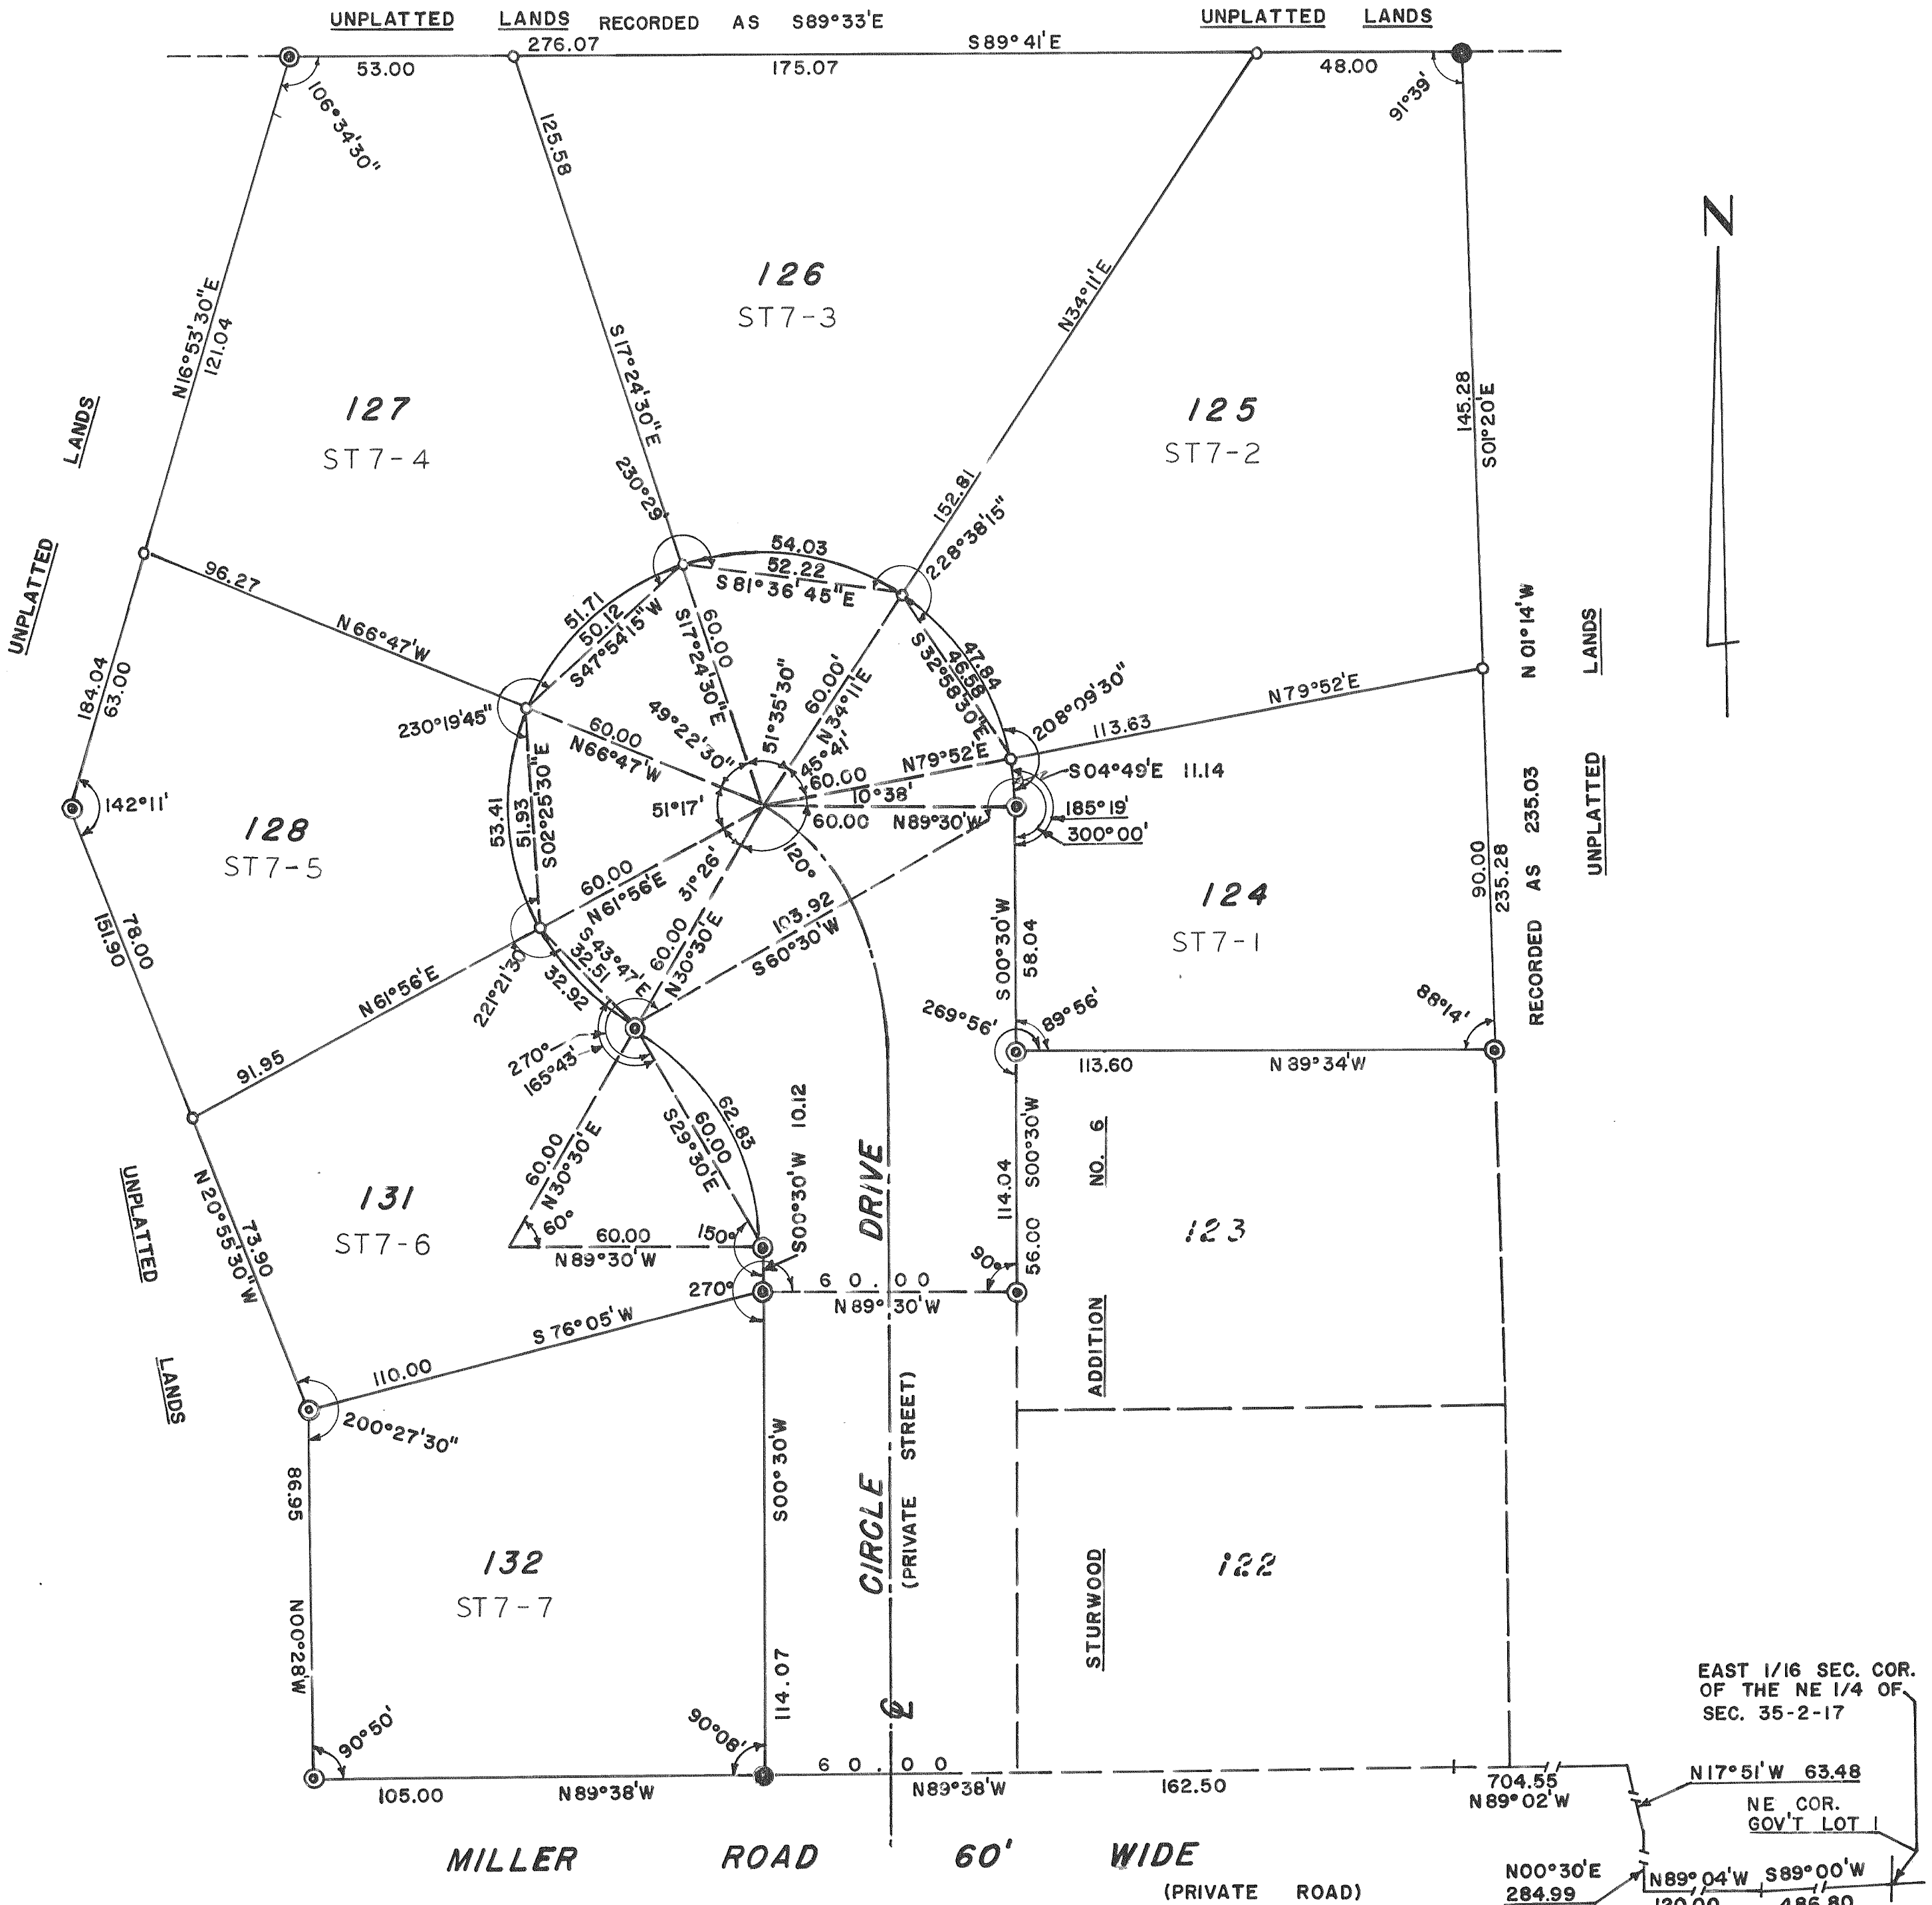 UNPLATTED LANDS RECORDED AS S89°33'E UNPLATTED LANDS
276.07 S89°41'E
53.00 175.07 48.00
106°34'30"
91°39'
125.58
S17°24'30"E
230°29'
N16°53'30"E
121.04
126
ST7-3
N34°11'E
152.81
228°38'15"
127
ST7-4
125
ST7-2
145.28
S01°20'E
N
UNPLATTED LANDS
96.27
N66°47'W
184.04
63.00
142°11'
54.03
52.22
S81°36'45"E
51.71
50.12
S47°54'15"W
60.00
S17°24'30"E
47.84
46.58
S32°58'30"E
60.00'
N34°11'E
208°09'30"
N79°52'E
113.63
230°19'45"
60.00
N66°47'W
49°22'30"
51°35'30"
45°41'
N79°52'E
60.00
10°38'
60.00 N89°30'W
S04°49'E 11.14
185°19'
300°00'
51°17'
120°
31°26'
53.41
51.93
S02°25'30"E
60.00
N61°56'E
60.00
N30°30'E
103.92
S60°30'W
128
ST7-5
78.00
151.90
N61°56'E
91.95
221°21'30"
S43°47'E
32.51
32.92
270°
165°43'
S00°30'W 58.04
124
ST7-1
90.00
235.28
N01°14'W
RECORDED AS 235.03
UNPLATTED LANDS
269°56'
89°56'
88°14'
113.60 N89°34'W
62.83
60.00
S29°30'E
60.00
N30°30'E
60°
60.00
N89°30'W
150°
S00°30'W 10.12
270°
60.00
N89°30'W
114.04
56.00 S00°30'W
90°
131
ST7-6
N20°55'30"W
73.90
UNPLATTED LANDS
S76°05'W
110.00
200°27'30"
123
STURWOOD ADDITION NO. 6
CIRCLE DRIVE
(PRIVATE STREET)
S00°30'W
114.07
86.95
N00°28'W
132
ST7-7
122
90°50'
90°08'
105.00 N89°38'W
60.00
N89°38'W 162.50
704.55
N89°02'W
EAST 1/16 SEC. COR.
OF THE NE 1/4 OF
SEC. 35-2-17
N17°51'W 63.48
NE COR.
GOV'T LOT 1
N00°30'E
284.99
N89°04'W S89°00'W
120.00 486.80
MILLER ROAD 60' WIDE
(PRIVATE ROAD)